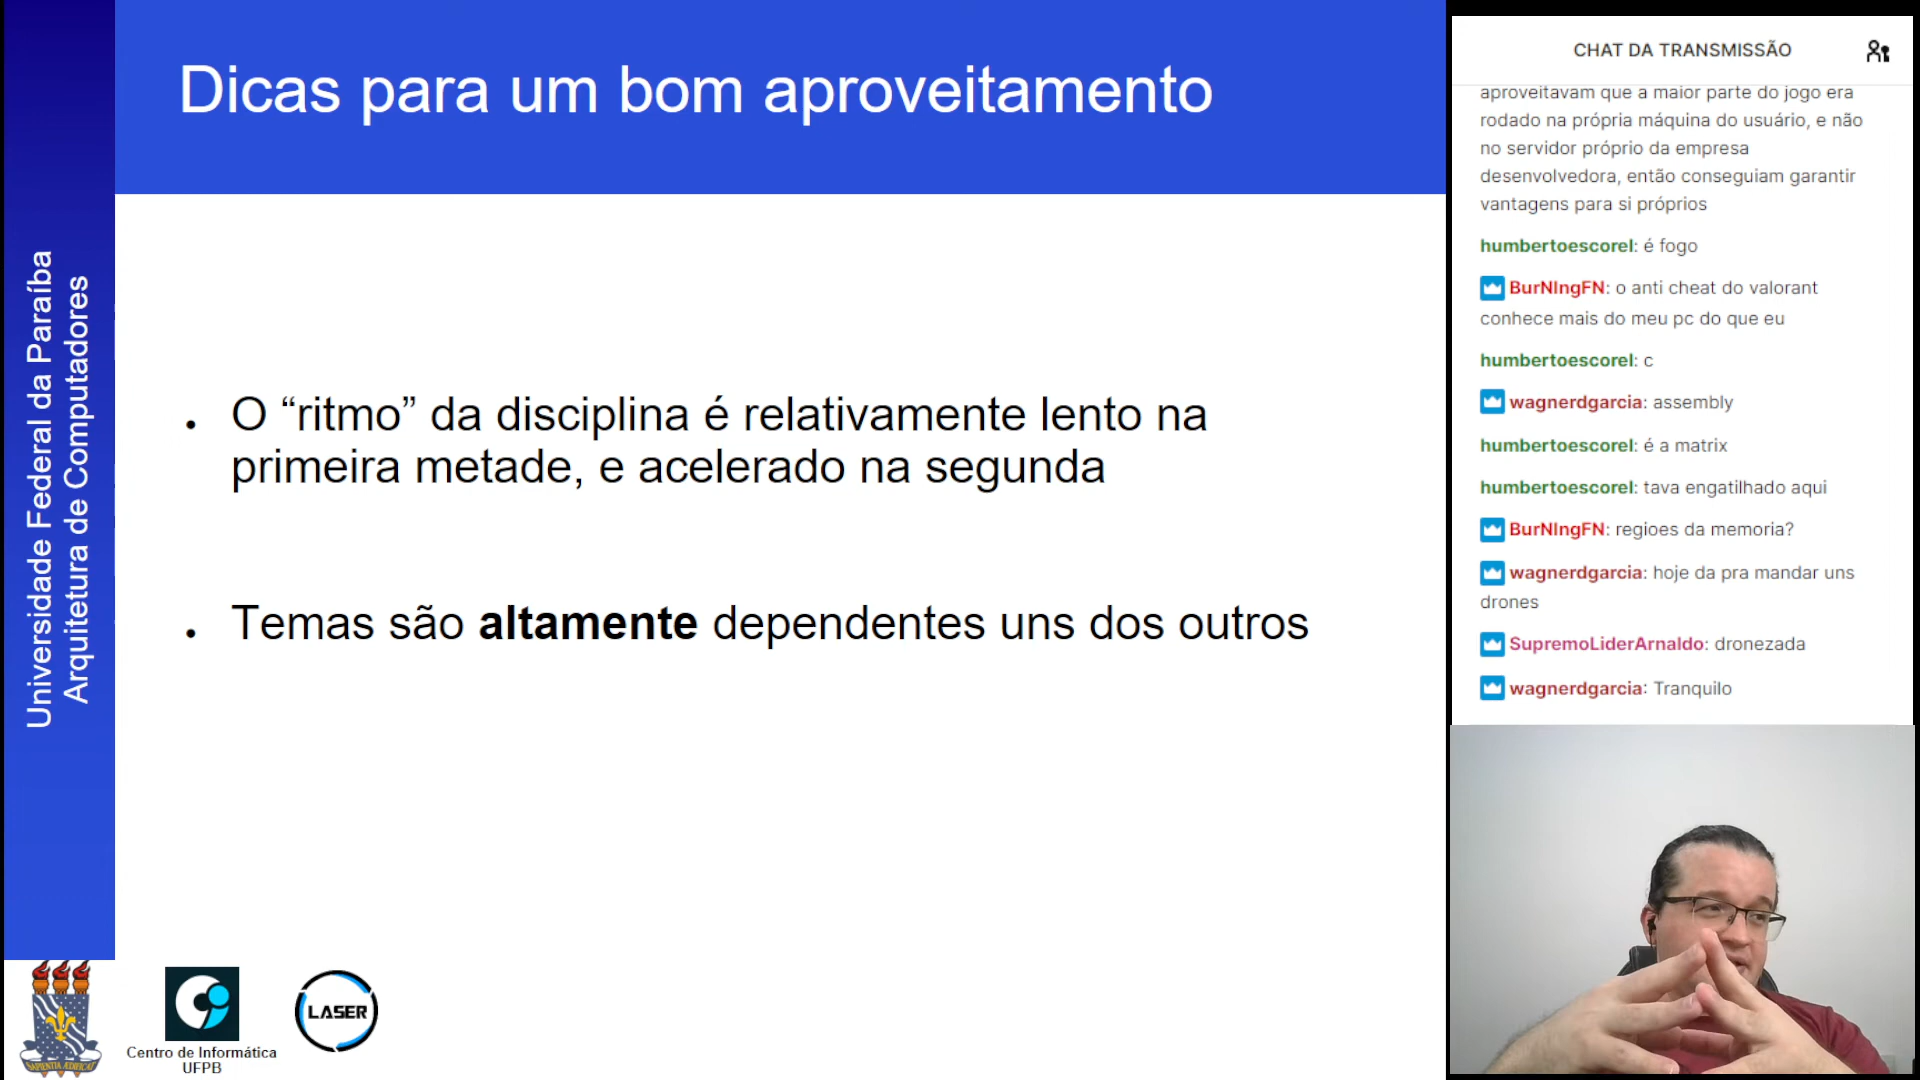 Dicas para um bom aproveitamento
Universidade Federal da Paraíba
Arquitetura de Computadores
• O “ritmo” da disciplina é relativamente lento na
primeira metade, e acelerado na segunda
• Temas são altamente dependentes uns dos outros
SAPIENTIA ÆDIFICAT
Centro de Informática
UFPB
LASER
CHAT DA TRANSMISSÃO
aproveitavam que a maior parte do jogo era
rodado na própria máquina do usuário, e não
no servidor próprio da empresa
desenvolvedora, então conseguiam garantir
vantagens para si próprios
humbertoescorel: é fogo
BurNIngFN: o anti cheat do valorant
conhece mais do meu pc do que eu
humbertoescorel: c
wagnerdgarcia: assembly
humbertoescorel: é a matrix
humbertoescorel: tava engatilhado aqui
BurNIngFN: regioes da memoria?
wagnerdgarcia: hoje da pra mandar uns
drones
SupremoLiderArnaldo: dronezada
wagnerdgarcia: Tranquilo